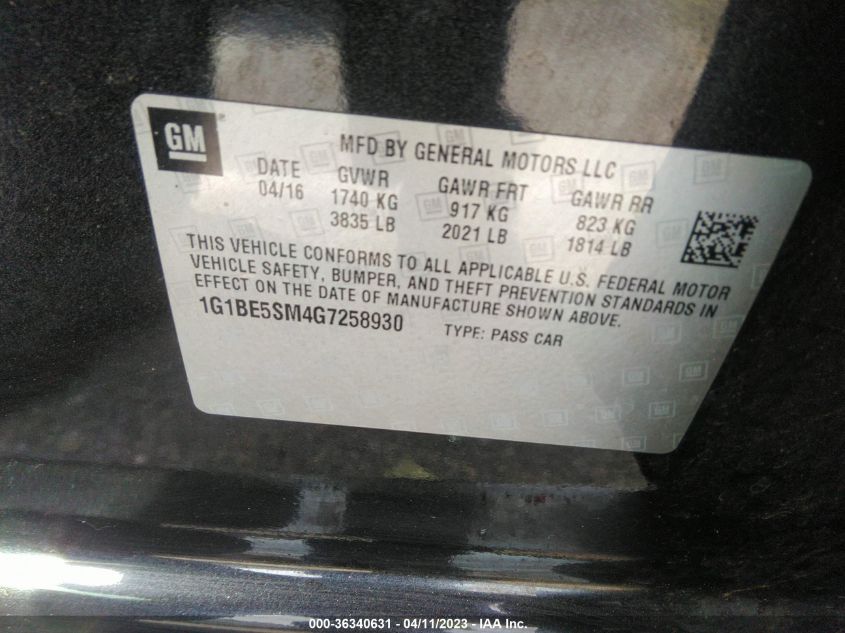 GM
MFD BY GENERAL MOTORS LLC
DATE GVWR GAWR FRT GAWR RR
04/16 1740 KG 917 KG 823 KG
3835 LB 2021 LB 1814 LB
THIS VEHICLE CONFORMS TO ALL APPLICABLE U.S. FEDERAL MOTOR
VEHICLE SAFETY, BUMPER, AND THEFT PREVENTION STANDARDS IN
EFFECT ON THE DATE OF MANUFACTURE SHOWN ABOVE.
1G1BE5SM4G7258930 TYPE: PASS CAR
000-36340631 - 04/11/2023 - IAA Inc.